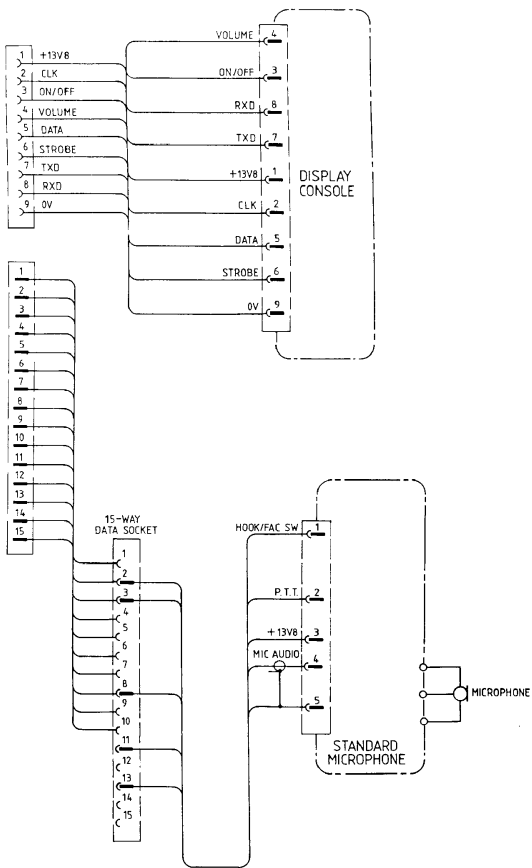 1 +13V8
2 CLK
3 ON/OFF
4 VOLUME
5 DATA
6 STROBE
7 TXD
8 RXD
9 0V
VOLUME 4
ON/OFF 3
RXD 8
TXD 7
+13V8 1
CLK 2
DATA 5
STROBE 6
0V 9
DISPLAY
CONSOLE
1
2
3
4
5
6
7
8
9
10
11
12
13
14
15
15-WAY
DATA SOCKET
1
2
3
4
5
6
7
8
9
10
11
12
13
14
15
HOOK/FAC SW 1
P.T.T. 2
+13V8 3
MIC AUDIO 4
5
STANDARD
MICROPHONE
MICROPHONE